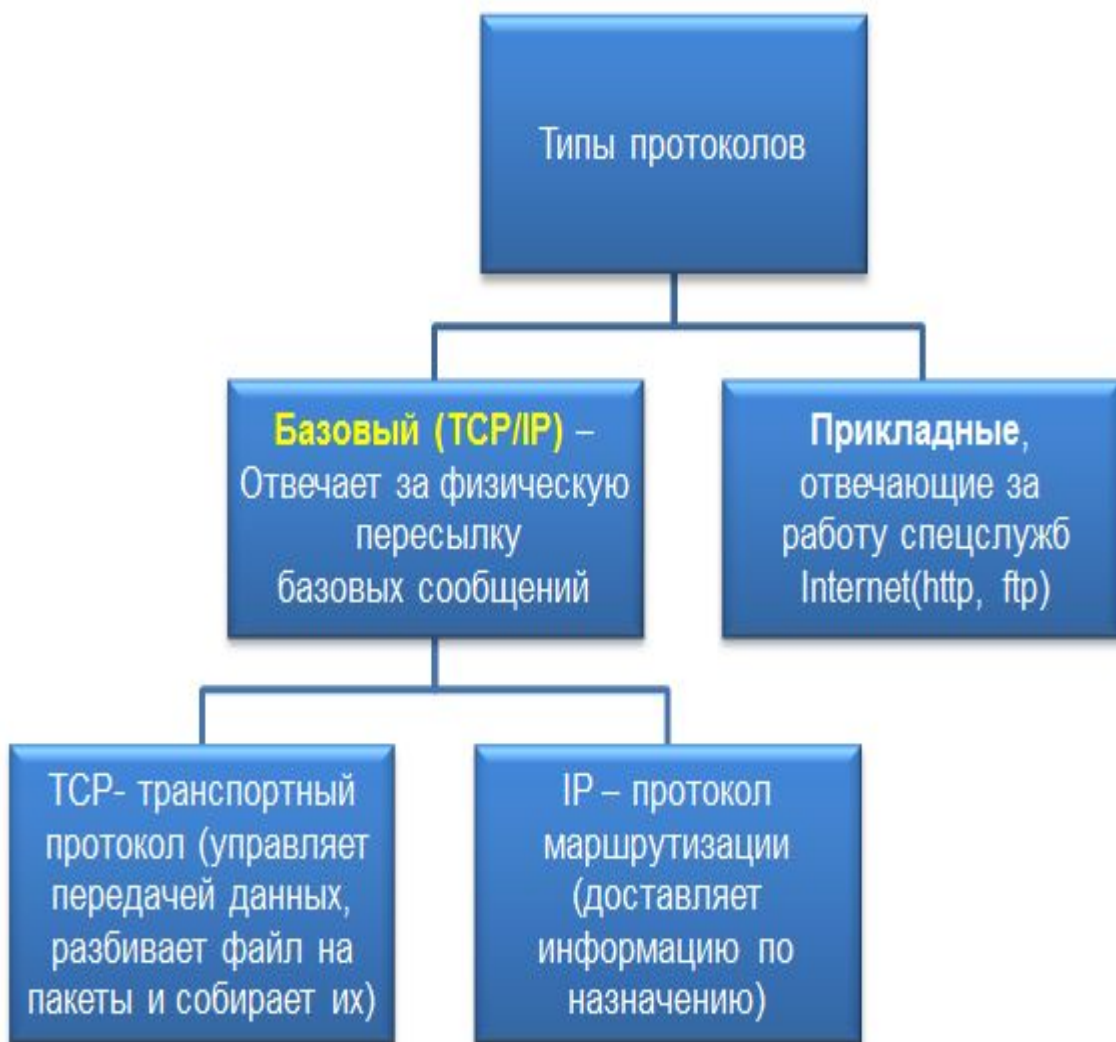 Типы протоколов
Базовый (TCP/IP) –
Отвечает за физическую
пересылку
базовых сообщений
Прикладные,
отвечающие за
работу спецслужб
Internet(http, ftp)
TCP- транспортный
протокол (управляет
передачей данных,
разбивает файл на
пакеты и собирает их)
IP – протокол
маршрутизации
(доставляет
информацию по
назначению)